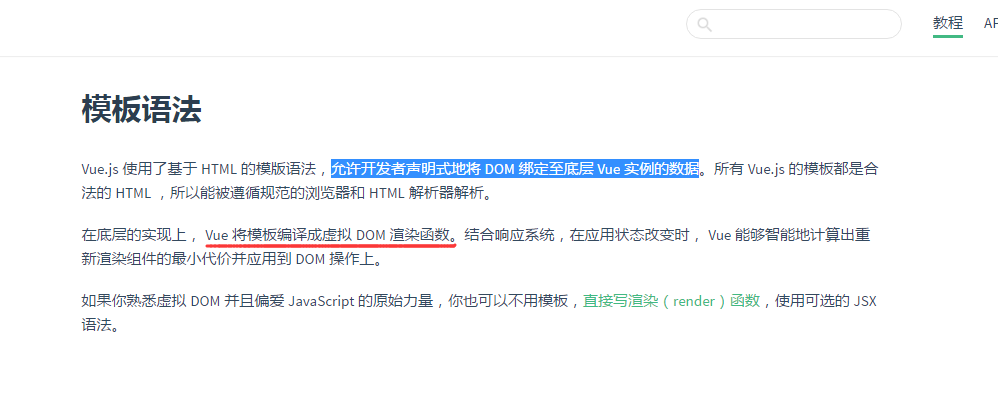 教程 AP
模板语法
Vue.js 使用了基于 HTML 的模版语法，允许开发者声明式地将 DOM 绑定至底层 Vue 实例的数据。所有 Vue.js 的模板都是合
法的 HTML ，所以能被遵循规范的浏览器和 HTML 解析器解析。
在底层的实现上， Vue 将模板编译成虚拟 DOM 渲染函数。结合响应系统，在应用状态改变时， Vue 能够智能地计算出重
新渲染组件的最小代价并应用到 DOM 操作上。
如果你熟悉虚拟 DOM 并且偏爱 JavaScript 的原始力量，你也可以不用模板，直接写渲染（render）函数，使用可选的 JSX
语法。